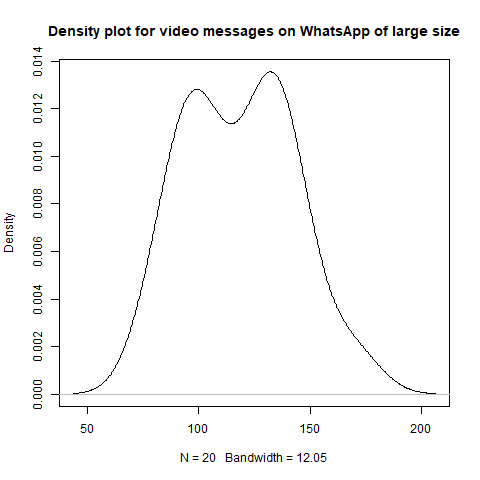 Density plot for video messages on WhatsApp of large size
Density
0.014
0.012
0.010
0.008
0.006
0.004
0.002
0.000
50 100 150 200
N = 20 Bandwidth = 12.05